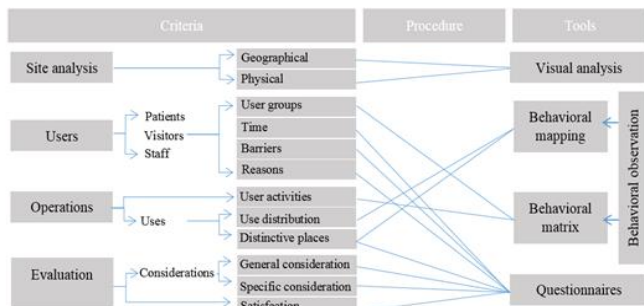 Criteria
Procedure
Tools
Site analysis
Geographical
Physical
Visual analysis
Users
Patients
Visitors
Staff
User groups
Time
Barriers
Reasons
Behavioral
mapping
Behavioral observation
Operations
Uses
User activities
Use distribution
Distinctive places
Behavioral
matrix
Evaluation
Considerations
General consideration
Specific consideration
Satisfaction
Questionnaires